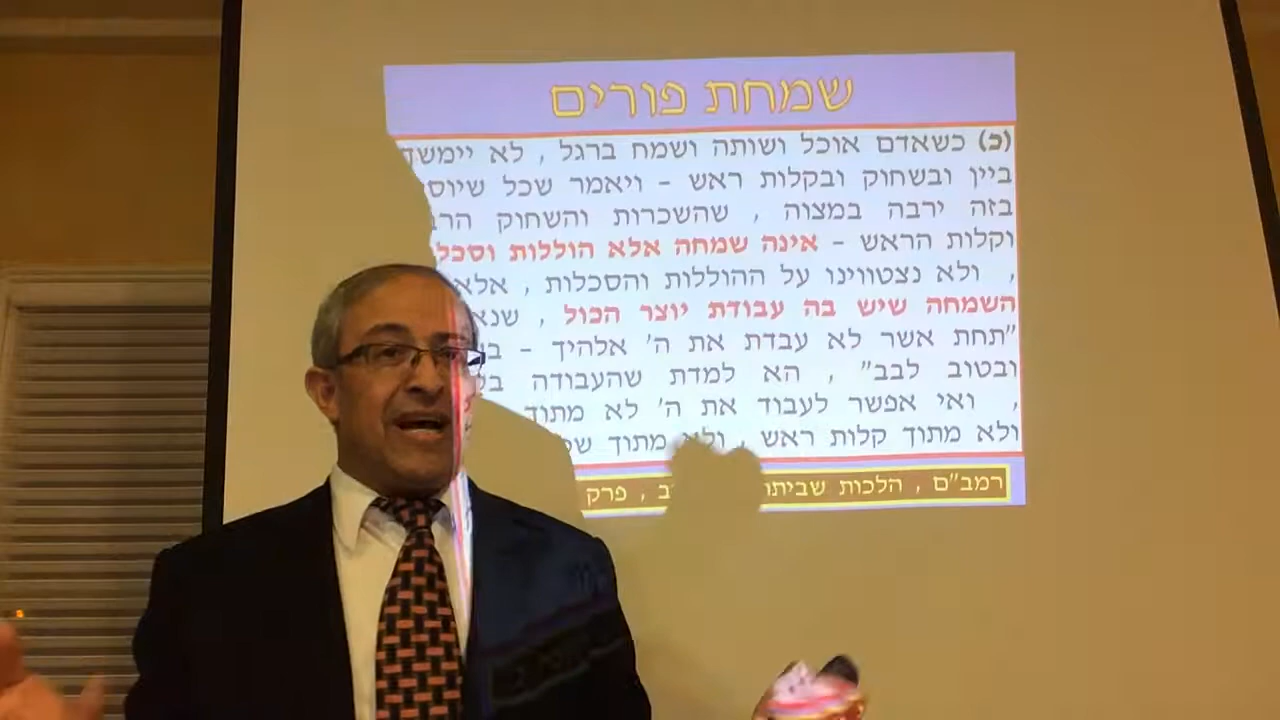 שמחת פורים
(כ) כשאדם אוכל ושותה ושמח ברגל , לא יימשך
ביין ובשחוק ובקלות ראש – ויאמר שכל שיוס
בזה ירבה במצוה , שהשכרות והשחוק הרב
וקלות הראש – אינה שמחה אלא הוללות וסכל
, ולא נצטווינו על ההוללות והסכלות , אלא
השמחה שיש בה עבודת יוצר הכול , שנא
"תחת אשר לא עבדת את ה' אלהיך –
ובטוב לבב" , הא למדת שהעבודה
, ואי אפשר לעבוד את ה' לא מתוך
ולא מתוך קלות ראש , ולא מתוך
רמב"ם , הלכות שביתו , פרק